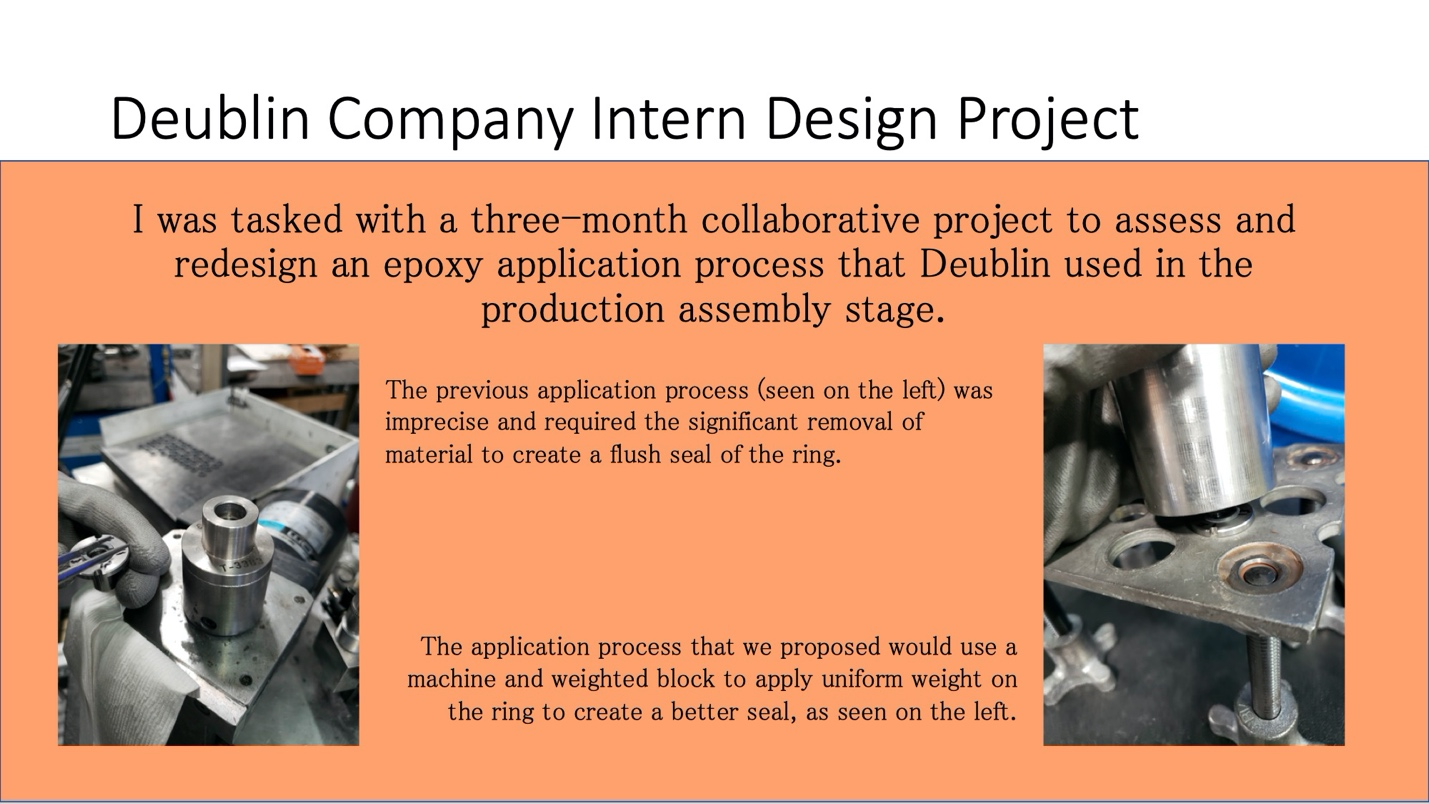 Deublin Company Intern Design Project
I was tasked with a three-month collaborative project to assess and
redesign an epoxy application process that Deublin used in the
production assembly stage.
The previous application process (seen on the left) was
imprecise and required the significant removal of
material to create a flush seal of the ring.
The application process that we proposed would use a
machine and weighted block to apply uniform weight on
the ring to create a better seal, as seen on the left.